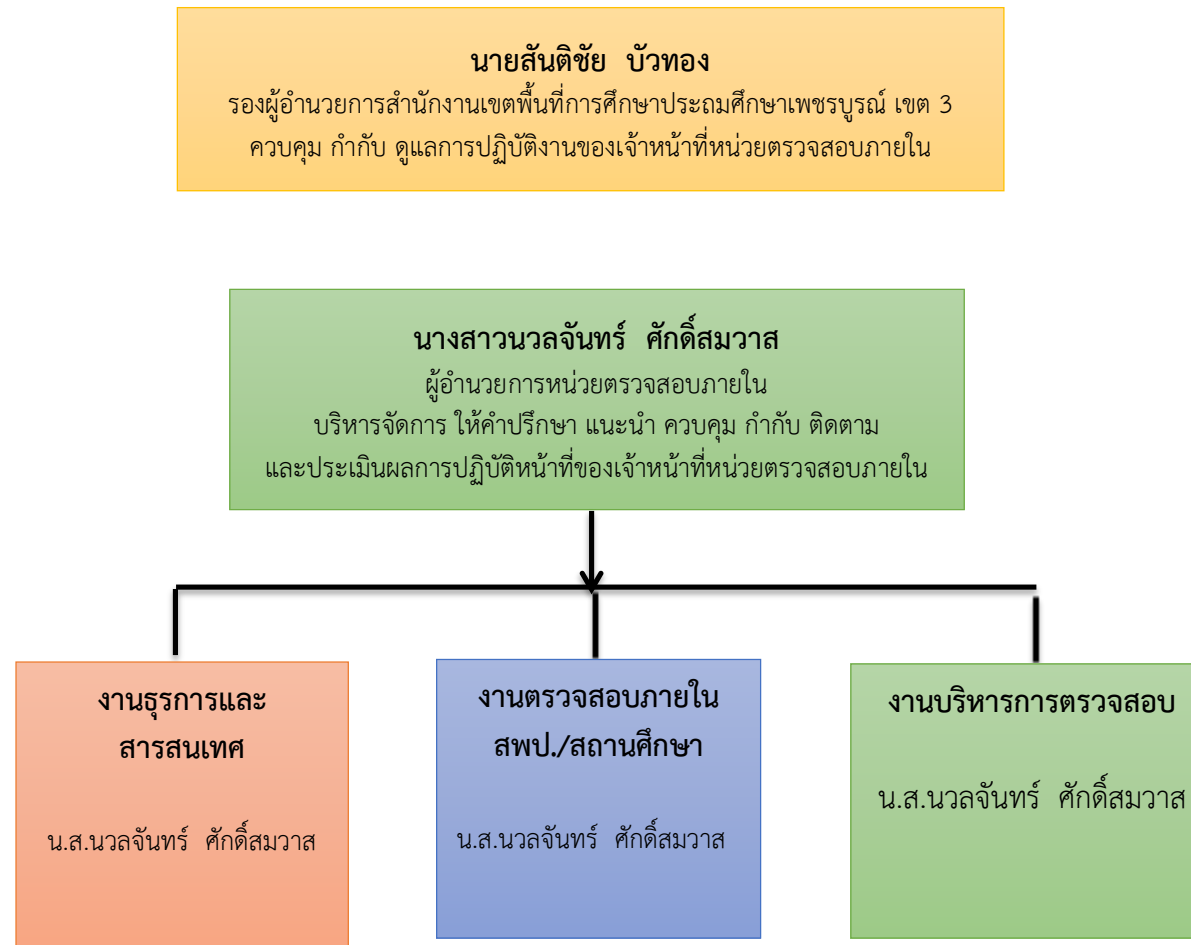 นายสันติชัย บัวทอง
รองผู้อำนวยการสำนักงานเขตพื้นที่การศึกษาประถมศึกษาเพชรบูรณ์ เขต 3
ควบคุม กำกับ ดูแลการปฏิบัติงานของเจ้าหน้าที่หน่วยตรวจสอบภายใน
นางสาวนวลจันทร์ ศักดิ์สมวาส
ผู้อำนวยการหน่วยตรวจสอบภายใน
บริหารจัดการ ให้คำปรึกษา แนะนำ ควบคุม กำกับ ติดตาม
และประเมินผลการปฏิบัติหน้าที่ของเจ้าหน้าที่หน่วยตรวจสอบภายใน
งานธุรการและ
สารสนเทศ
น.ส.นวลจันทร์ ศักดิ์สมวาส
งานตรวจสอบภายใน
สพป./สถานศึกษา
น.ส.นวลจันทร์ ศักดิ์สมวาส
งานบริหารการตรวจสอบ
น.ส.นวลจันทร์ ศักดิ์สมวาส